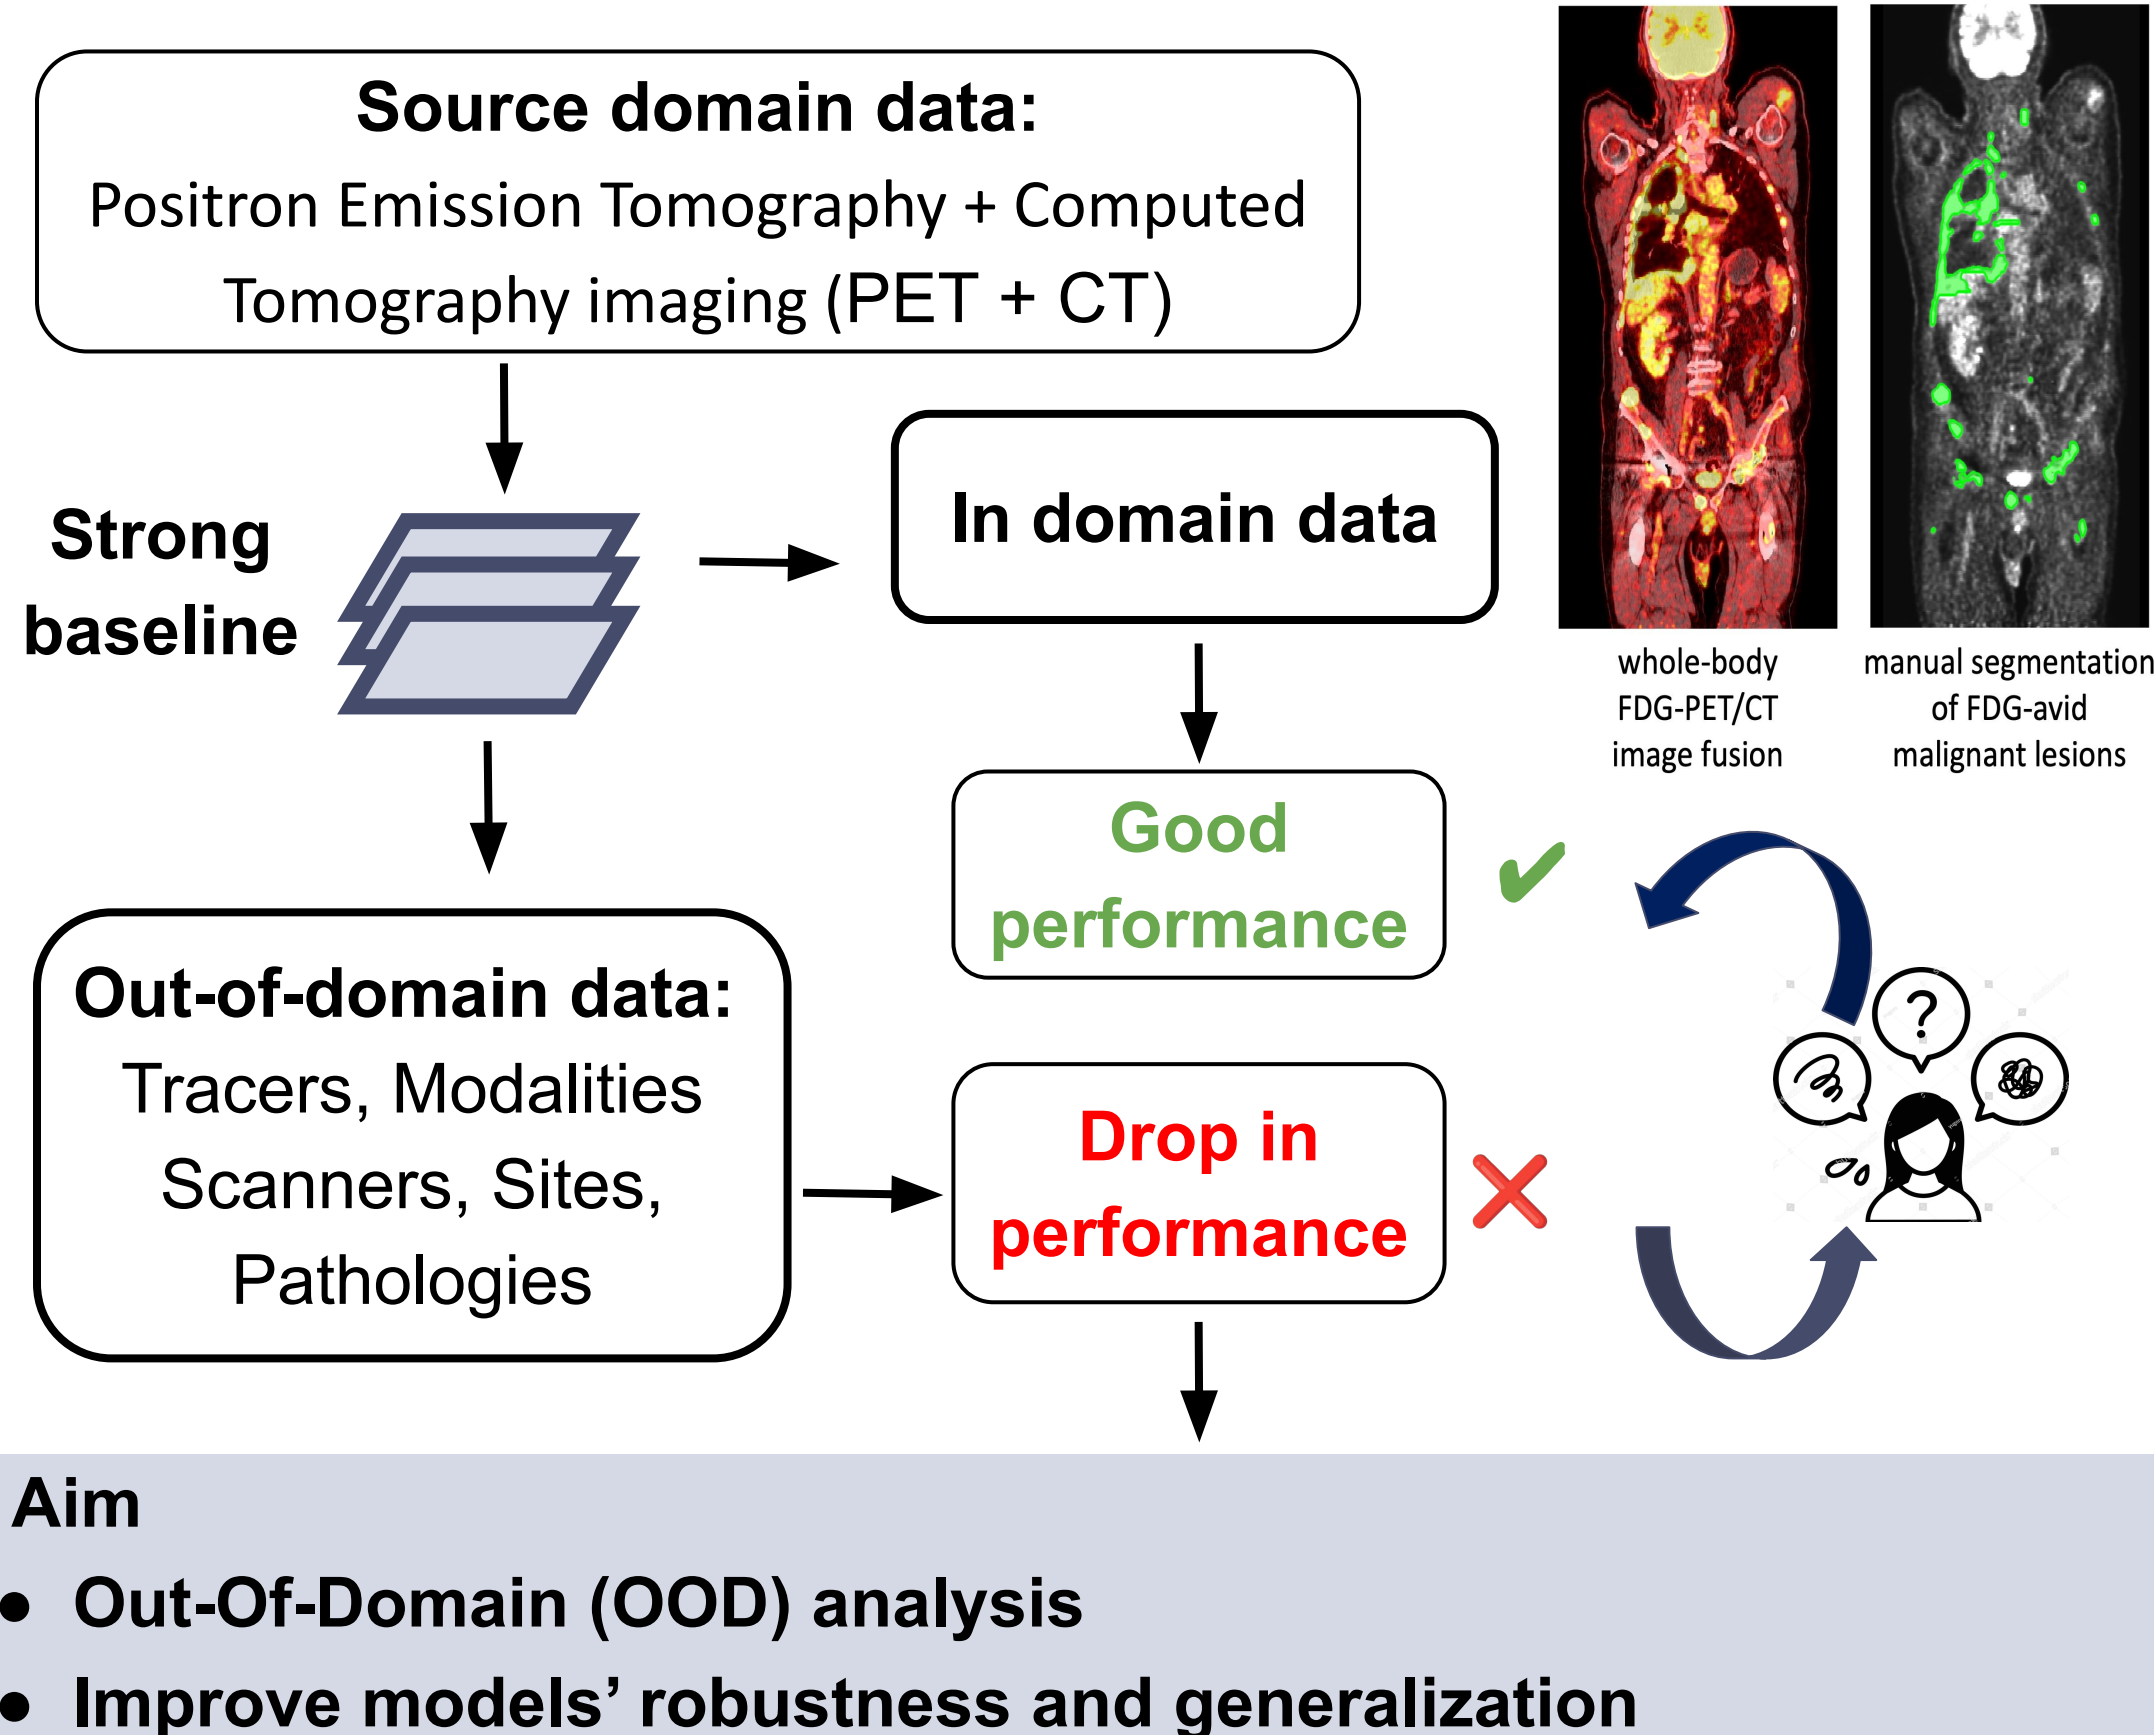 Source domain data:
Positron Emission Tomography + Computed
Tomography imaging (PET + CT)
Strong
baseline
In domain data
whole-body
FDG-PET/CT
image fusion
manual segmentation
of FDG-avid
malignant lesions
Good
performance
✔
Out-of-domain data:
Tracers, Modalities
Scanners, Sites,
Pathologies
Drop in
performance
❌
?
Aim
● Out-Of-Domain (OOD) analysis
● Improve models’ robustness and generalization